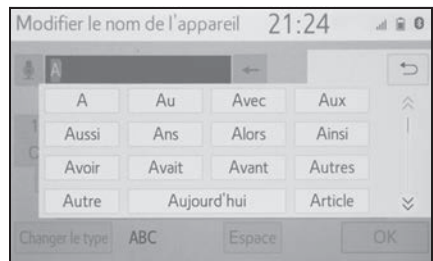 Modifier le nom de l'appareil 21:24
A
A Au Avec Aux
Aussi Ans Alors Ainsi
Avoir Avait Avant Autres
Autre Aujourd'hui Article
Changer le type ABC Espace OK